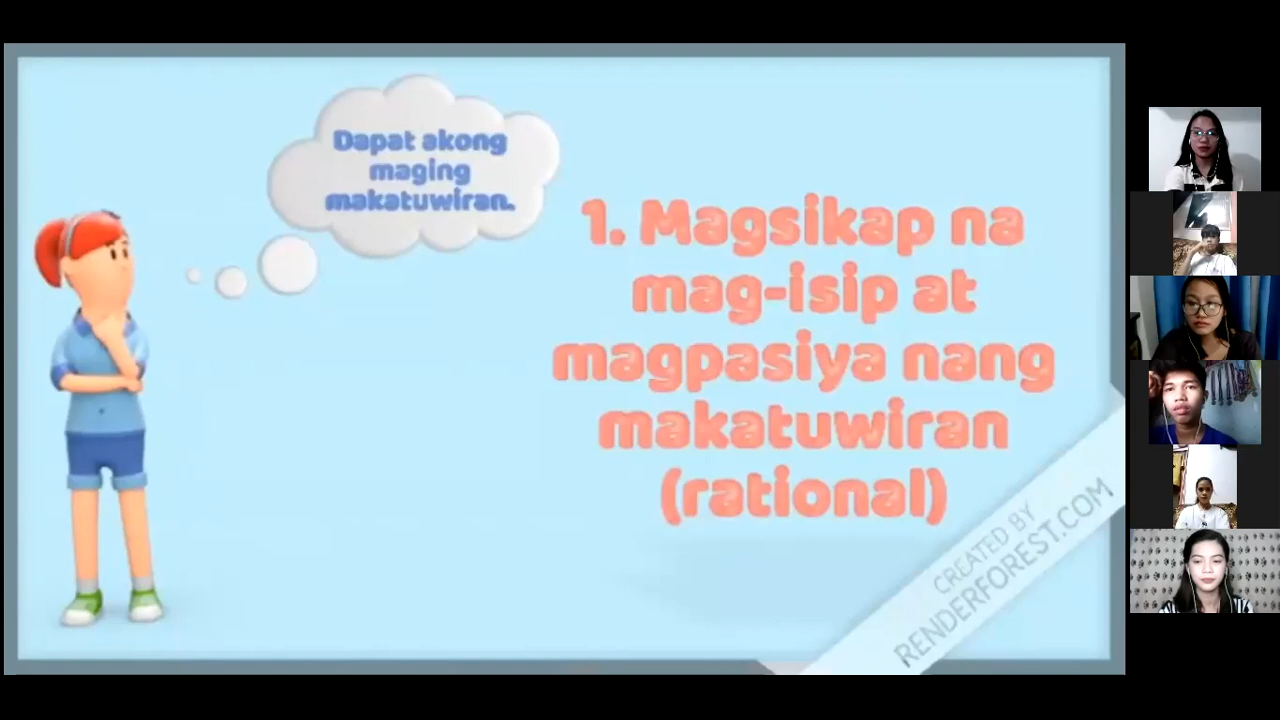 Dapat akong
maging
makatuwiran.
1. Magsikap na
mag-isip at
magpasiya nang
makatuwiran
(rational)
CREATED BY
RENDERFOREST.COM